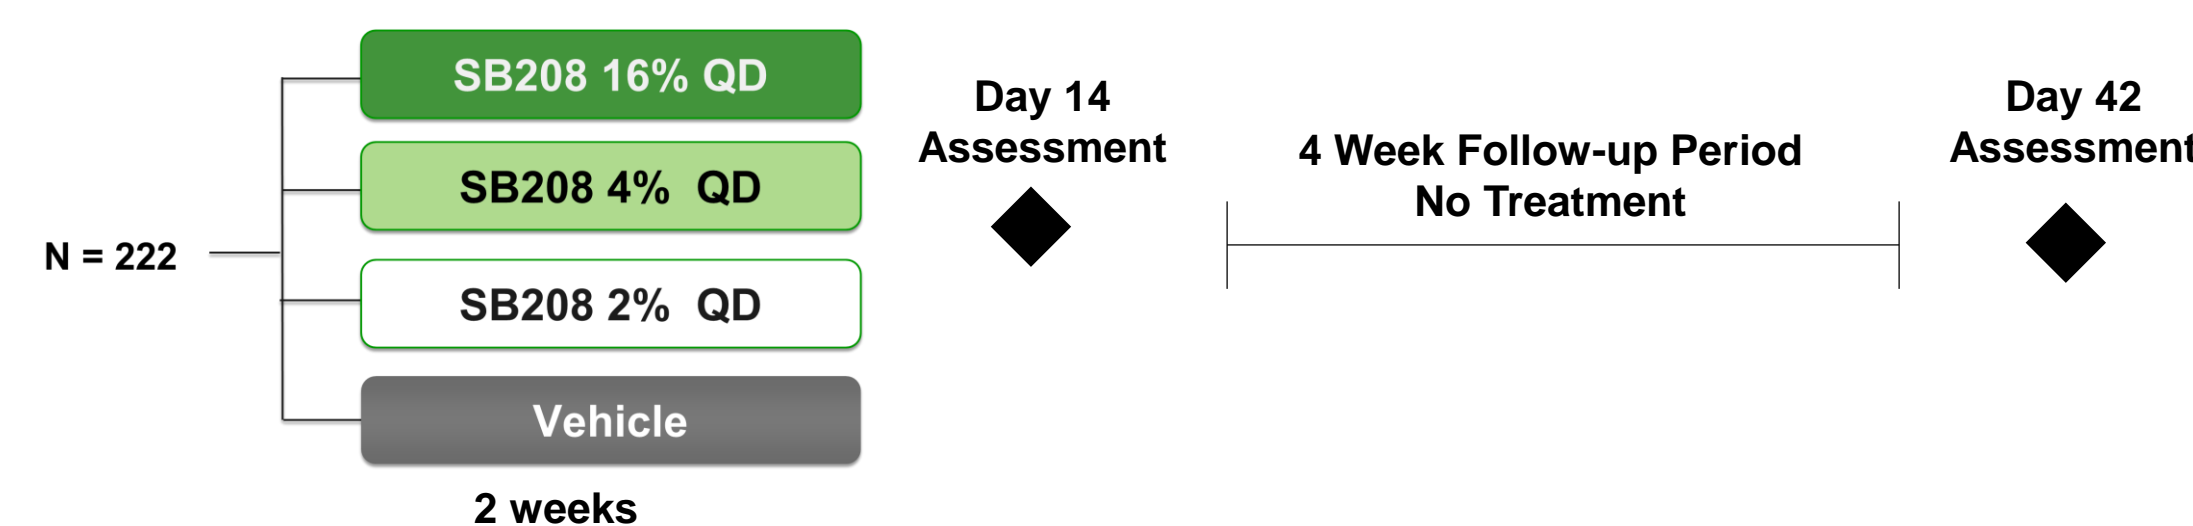 SB208 16% QD
SB208 4% QD
SB208 2% QD
Vehicle
2 weeks
N = 222
Day 14
Assessment
4 Week Follow-up Period
No Treatment
Day 42
Assessment